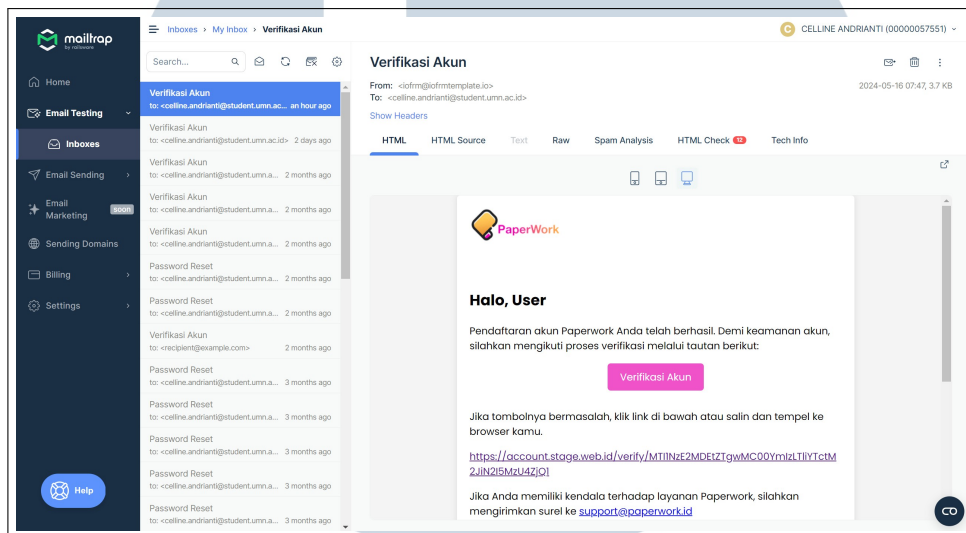 mailtrap
by railsware
Home
Email Testing
Inboxes
Email Sending
Email
Marketing
soon
Sending Domains
Billing
Settings
Help
Inboxes › My Inbox › Verifikasi Akun
C CELLINE ANDRIANTI (00000057551)
Search...
Verifikasi Akun
to: <celline.andrianti@student.umn.ac... an hour ago
Verifikasi Akun
to: <celline.andrianti@student.umn.ac.id> 2 days ago
Verifikasi Akun
to: <celline.andrianti@student.umn.a... 2 months ago
Verifikasi Akun
to: <celline.andrianti@student.umn.a... 2 months ago
Verifikasi Akun
to: <celline.andrianti@student.umn.a... 2 months ago
Password Reset
to: <celline.andrianti@student.umn.a... 2 months ago
Password Reset
to: <celline.andrianti@student.umn.a... 2 months ago
Verifikasi Akun
to: <recipient@example.com> 2 months ago
Password Reset
to: <celline.andrianti@student.umn.a... 3 months ago
Password Reset
to: <celline.andrianti@student.umn.a... 3 months ago
Password Reset
to: <celline.andrianti@student.umn.a... 3 months ago
Password Reset
to: <celline.andrianti@student.umn.a... 3 months ago
Password Reset
to: <celline.andrianti@student.umn.a... 3 months ago
Verifikasi Akun
From: <iofrm@iofrmtemplate.io>
2024-05-16 07:47, 3.7 KB
To: <celline.andrianti@student.umn.ac.id>
Show Headers
HTML HTML Source Text Raw Spam Analysis HTML Check 12 Tech Info
PaperWork
Halo, User
Pendaftaran akun Paperwork Anda telah berhasil. Demi keamanan akun,
silahkan mengikuti proses verifikasi melalui tautan berikut:
Verifikasi Akun
Jika tombolnya bermasalah, klik link di bawah atau salin dan tempel ke
browser kamu.
https://account.stage.web.id/verify/MTI1NzE2MDEtZTgwMC00YmIzLTliYTctM
2JiN2I5MzU4ZjQ1
Jika Anda memiliki kendala terhadap layanan Paperwork, silahkan
mengirimkan surel ke support@paperwork.id